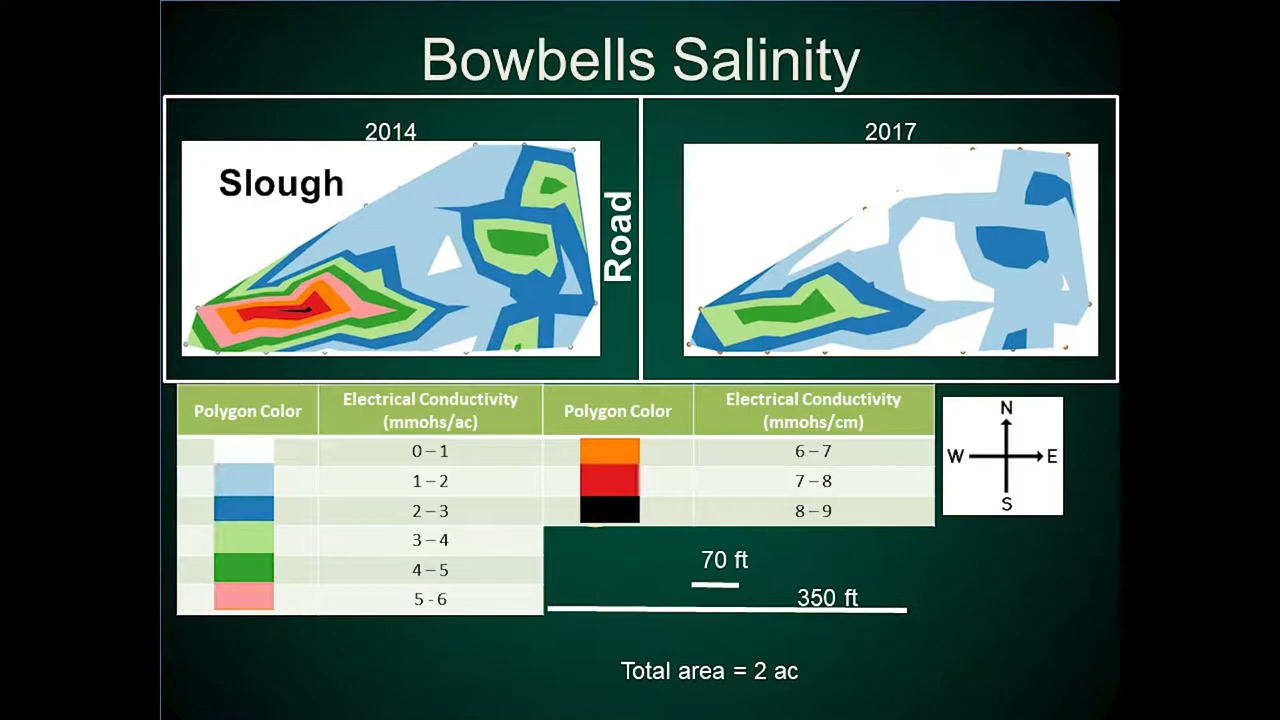 Bowbells Salinity
2014
2017
Slough
Road
Polygon Color
Electrical Conductivity
(mmohs/ac)
Polygon Color
Electrical Conductivity
(mmohs/cm)
0 – 1
6 – 7
1 – 2
7 – 8
2 – 3
8 – 9
3 – 4
4 – 5
5 - 6
N
W
E
S
70 ft
350 ft
Total area = 2 ac